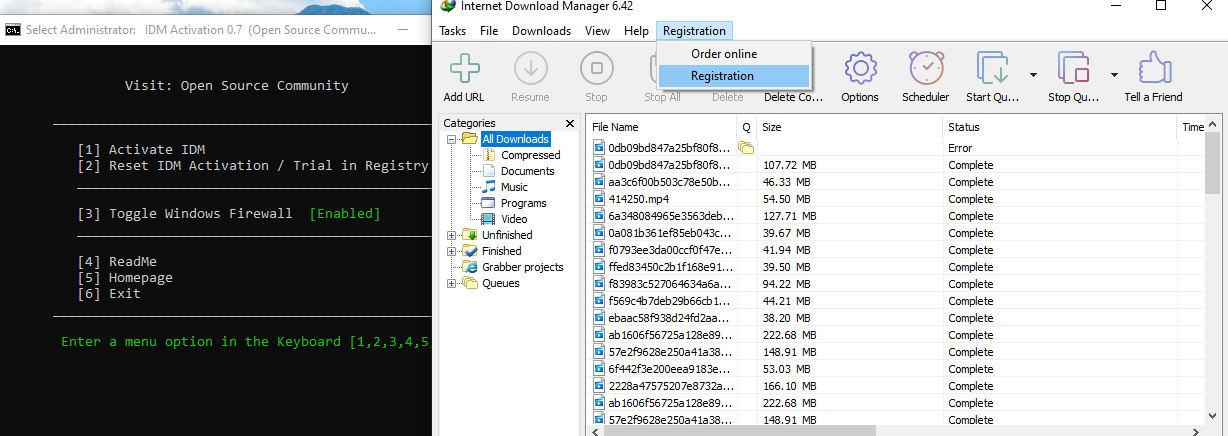 Select Administrator: IDM Activation 0.7 (Open Source Commu...
Visit: Open Source Community
[1] Activate IDM
[2] Reset IDM Activation / Trial in Registry
[3] Toggle Windows Firewall [Enabled]
[4] ReadMe
[5] Homepage
[6] Exit
Enter a menu option in the Keyboard [1,2,3,4,5
Internet Download Manager 6.42
Tasks File Downloads View Help Registration
Order online
Registration
Add URL Resume Stop Stop All Delete Delete Co... Options Scheduler Start Qu... Stop Qu... Tell a Friend
Categories
All Downloads
Compressed
Documents
Music
Programs
Video
Unfinished
Finished
Grabber projects
Queues
File Name Q Size Status Time
0db09bd847a25bf80f8... Error
0db09bd847a25bf80f8... 107.72 MB Complete
aa3c6f00b503c78e50b... 46.33 MB Complete
414250.mp4 54.50 MB Complete
6a348084965e3563deb... 127.71 MB Complete
0a081b361ef85eb043c... 39.67 MB Complete
f0793ee3da00ccf0f47e... 41.94 MB Complete
ffed83450c2b1f168e91... 39.50 MB Complete
f83983c527064634a6a... 94.22 MB Complete
f569c4b7deb29b66cb1... 44.21 MB Complete
ebaac58f938d24fd2aa... 38.20 MB Complete
ab1606f56725a128e89... 222.68 MB Complete
57e2f9628e250a41a38... 148.91 MB Complete
6f442f3e200eea9183e... 53.03 MB Complete
2228a47575207e8732a... 166.10 MB Complete
ab1606f56725a128e89... 222.68 MB Complete
57e2f9628e250a41a38... 148.91 MB Complete